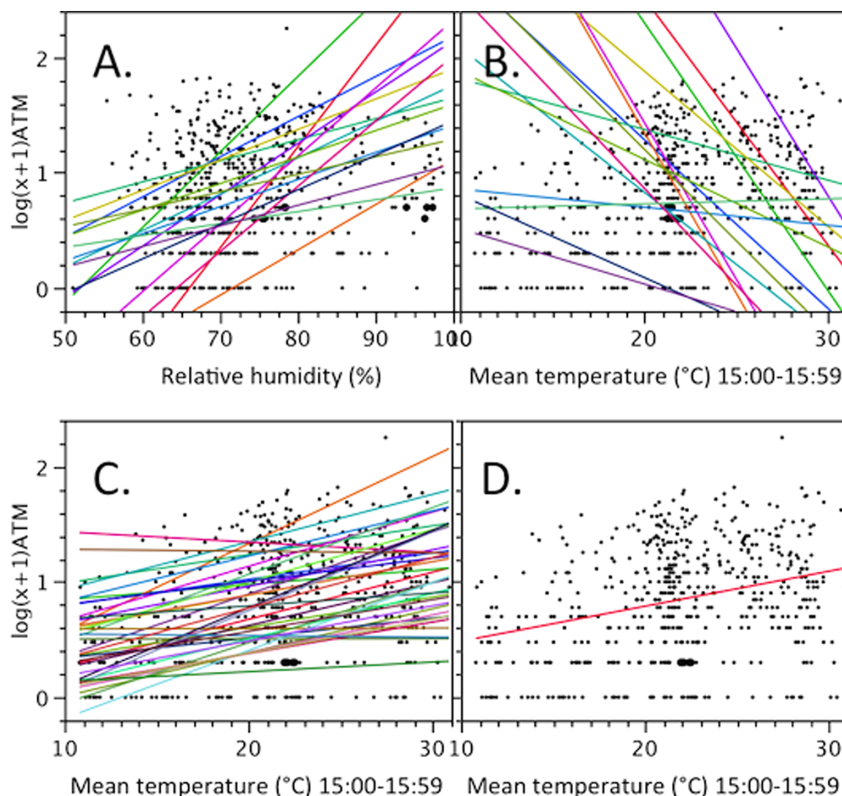 A.
B.
log(x+1)ATM
2
1
0
50 60 70 80 90 10 20 30
Relative humidity (%)
Mean temperature (°C) 15:00-15:59
C.
D.
log(x+1)ATM
2
1
0
10 20 30 10 20 30
Mean temperature (°C) 15:00-15:59
Mean temperature (°C) 15:00-15:59